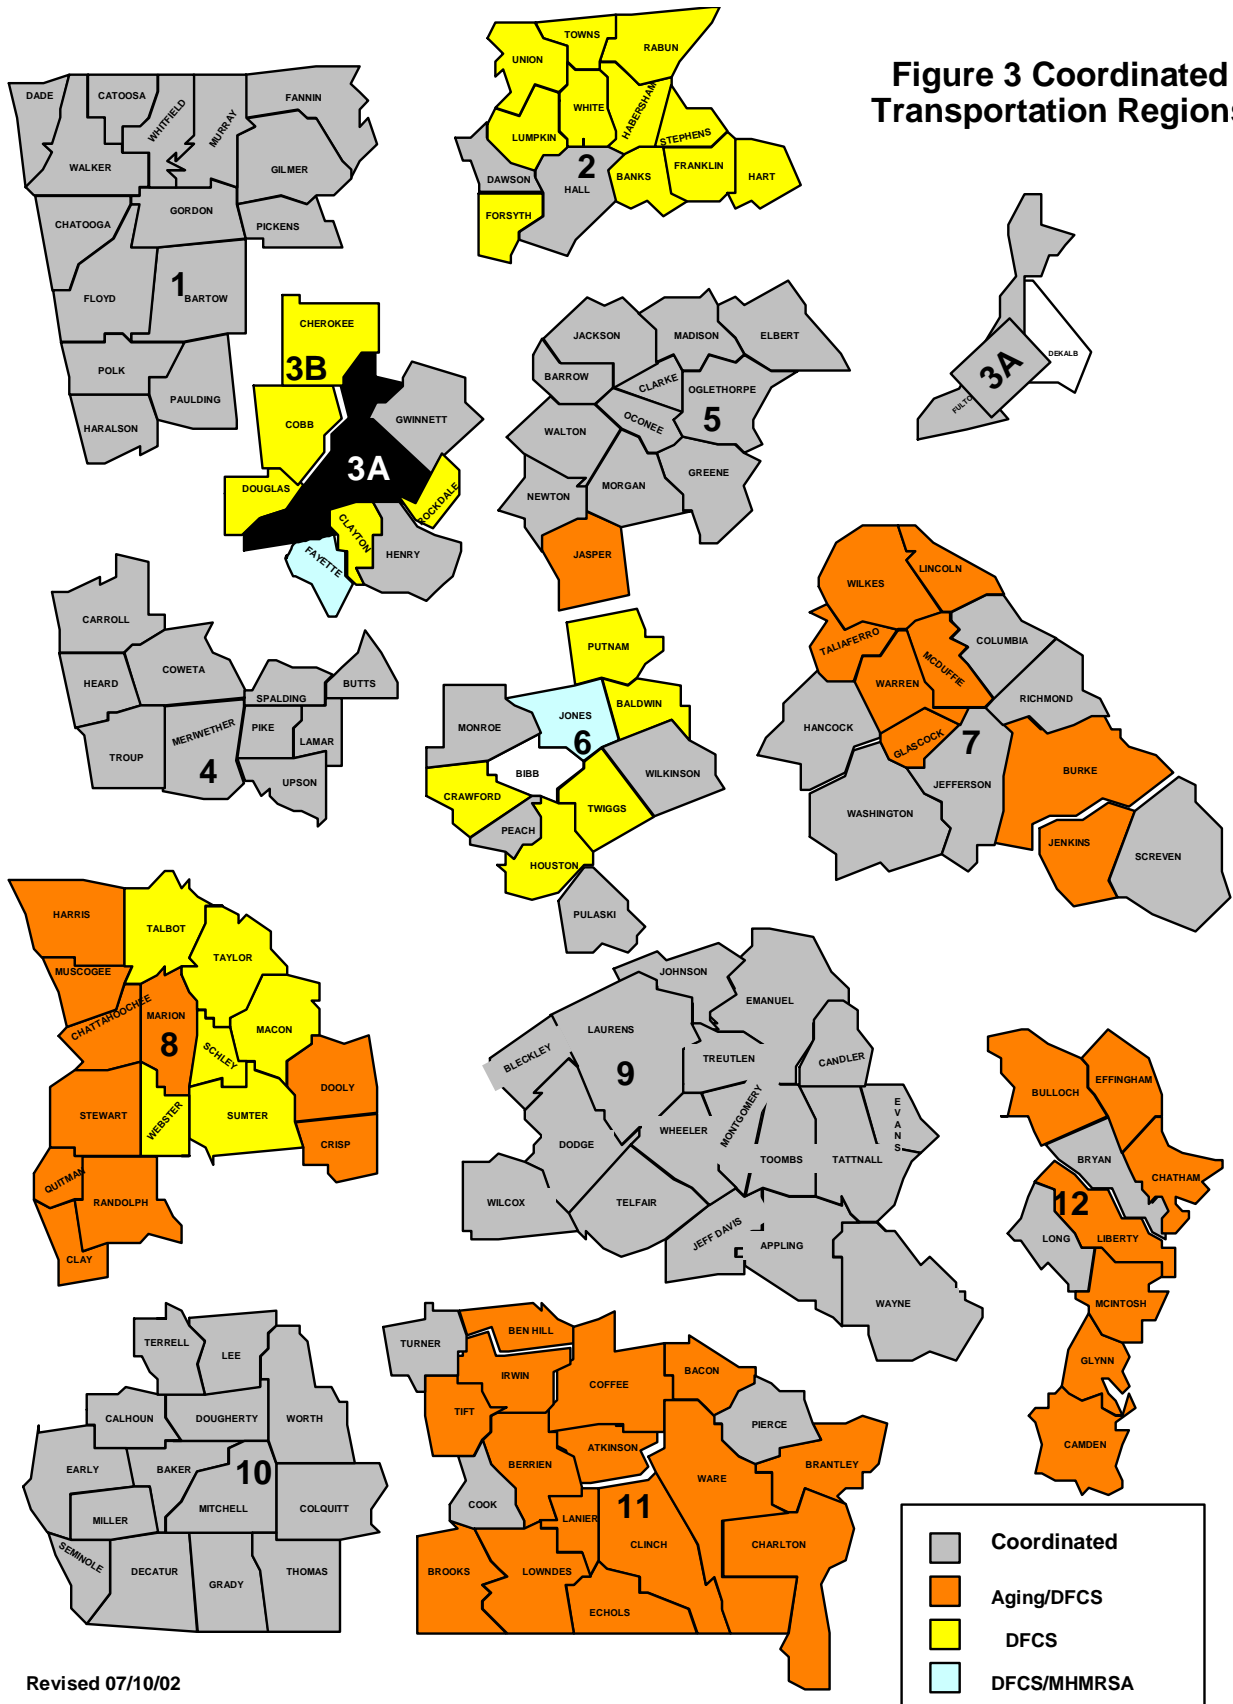 Figure 3 Coordinated
Transportation Regions
DADE
CATOOSA
WHITFIELD
MURRAY
FANNIN
WALKER
GILMER
CHATOOGA
GORDON
PICKENS
FLOYD
1
BARTOW
POLK
PAULDING
HARALSON
TOWNS
UNION
RABUN
WHITE
HABERSHAM
LUMPKIN
STEPHENS
DAWSON
2
HALL
BANKS
FRANKLIN
HART
FORSYTH
3A
DEKALB
FULTO
CHEROKEE
3B
COBB
GWINNETT
3A
DOUGLAS
ROCKDALE
CLAYTON
FAYETTE
HENRY
JACKSON
MADISON
ELBERT
BARROW
CLARKE
OGLETHORPE
OCONEE
5
WALTON
GREENE
NEWTON
MORGAN
JASPER
CARROLL
COWETA
HEARD
SPALDING
BUTTS
MERIWETHER
PIKE
LAMAR
TROUP
4
UPSON
PUTNAM
MONROE
JONES
BALDWIN
6
BIBB
WILKINSON
CRAWFORD
TWIGGS
PEACH
HOUSTON
PULASKI
WILKES
LINCOLN
TALIAFERRO
COLUMBIA
MCDUFFIE
WARREN
RICHMOND
HANCOCK
GLASCOCK
7
BURKE
JEFFERSON
WASHINGTON
JENKINS
SCREVEN
HARRIS
TALBOT
TAYLOR
MUSCOGEE
CHATTAHOOCHEE
MARION
MACON
8
SCHLEY
DOOLY
STEWART
WEBSTER
SUMTER
CRISP
QUITMAN
RANDOLPH
CLAY
JOHNSON
EMANUEL
LAURENS
BLECKLEY
9
TREUTLEN
CANDLER
EVANS
MONTGOMERY
DODGE
WHEELER
TOOMBS
TATTNALL
WILCOX
TELFAIR
JEFF DAVIS
APPLING
WAYNE
BULLOCH
EFFINGHAM
BRYAN
CHATHAM
12
LONG
LIBERTY
MCINTOSH
GLYNN
CAMDEN
TERRELL
LEE
CALHOUN
DOUGHERTY
WORTH
EARLY
BAKER
10
MITCHELL
COLQUITT
MILLER
SEMINOLE
DECATUR
GRADY
THOMAS
TURNER
BEN HILL
IRWIN
COFFEE
BACON
TIFT
PIERCE
ATKINSON
BERRIEN
WARE
BRANTLEY
COOK
LANIER
11
CLINCH
CHARLTON
BROOKS
LOWNDES
ECHOLS
Coordinated
Aging/DFCS
DFCS
DFCS/MHMRSA
Revised 07/10/02